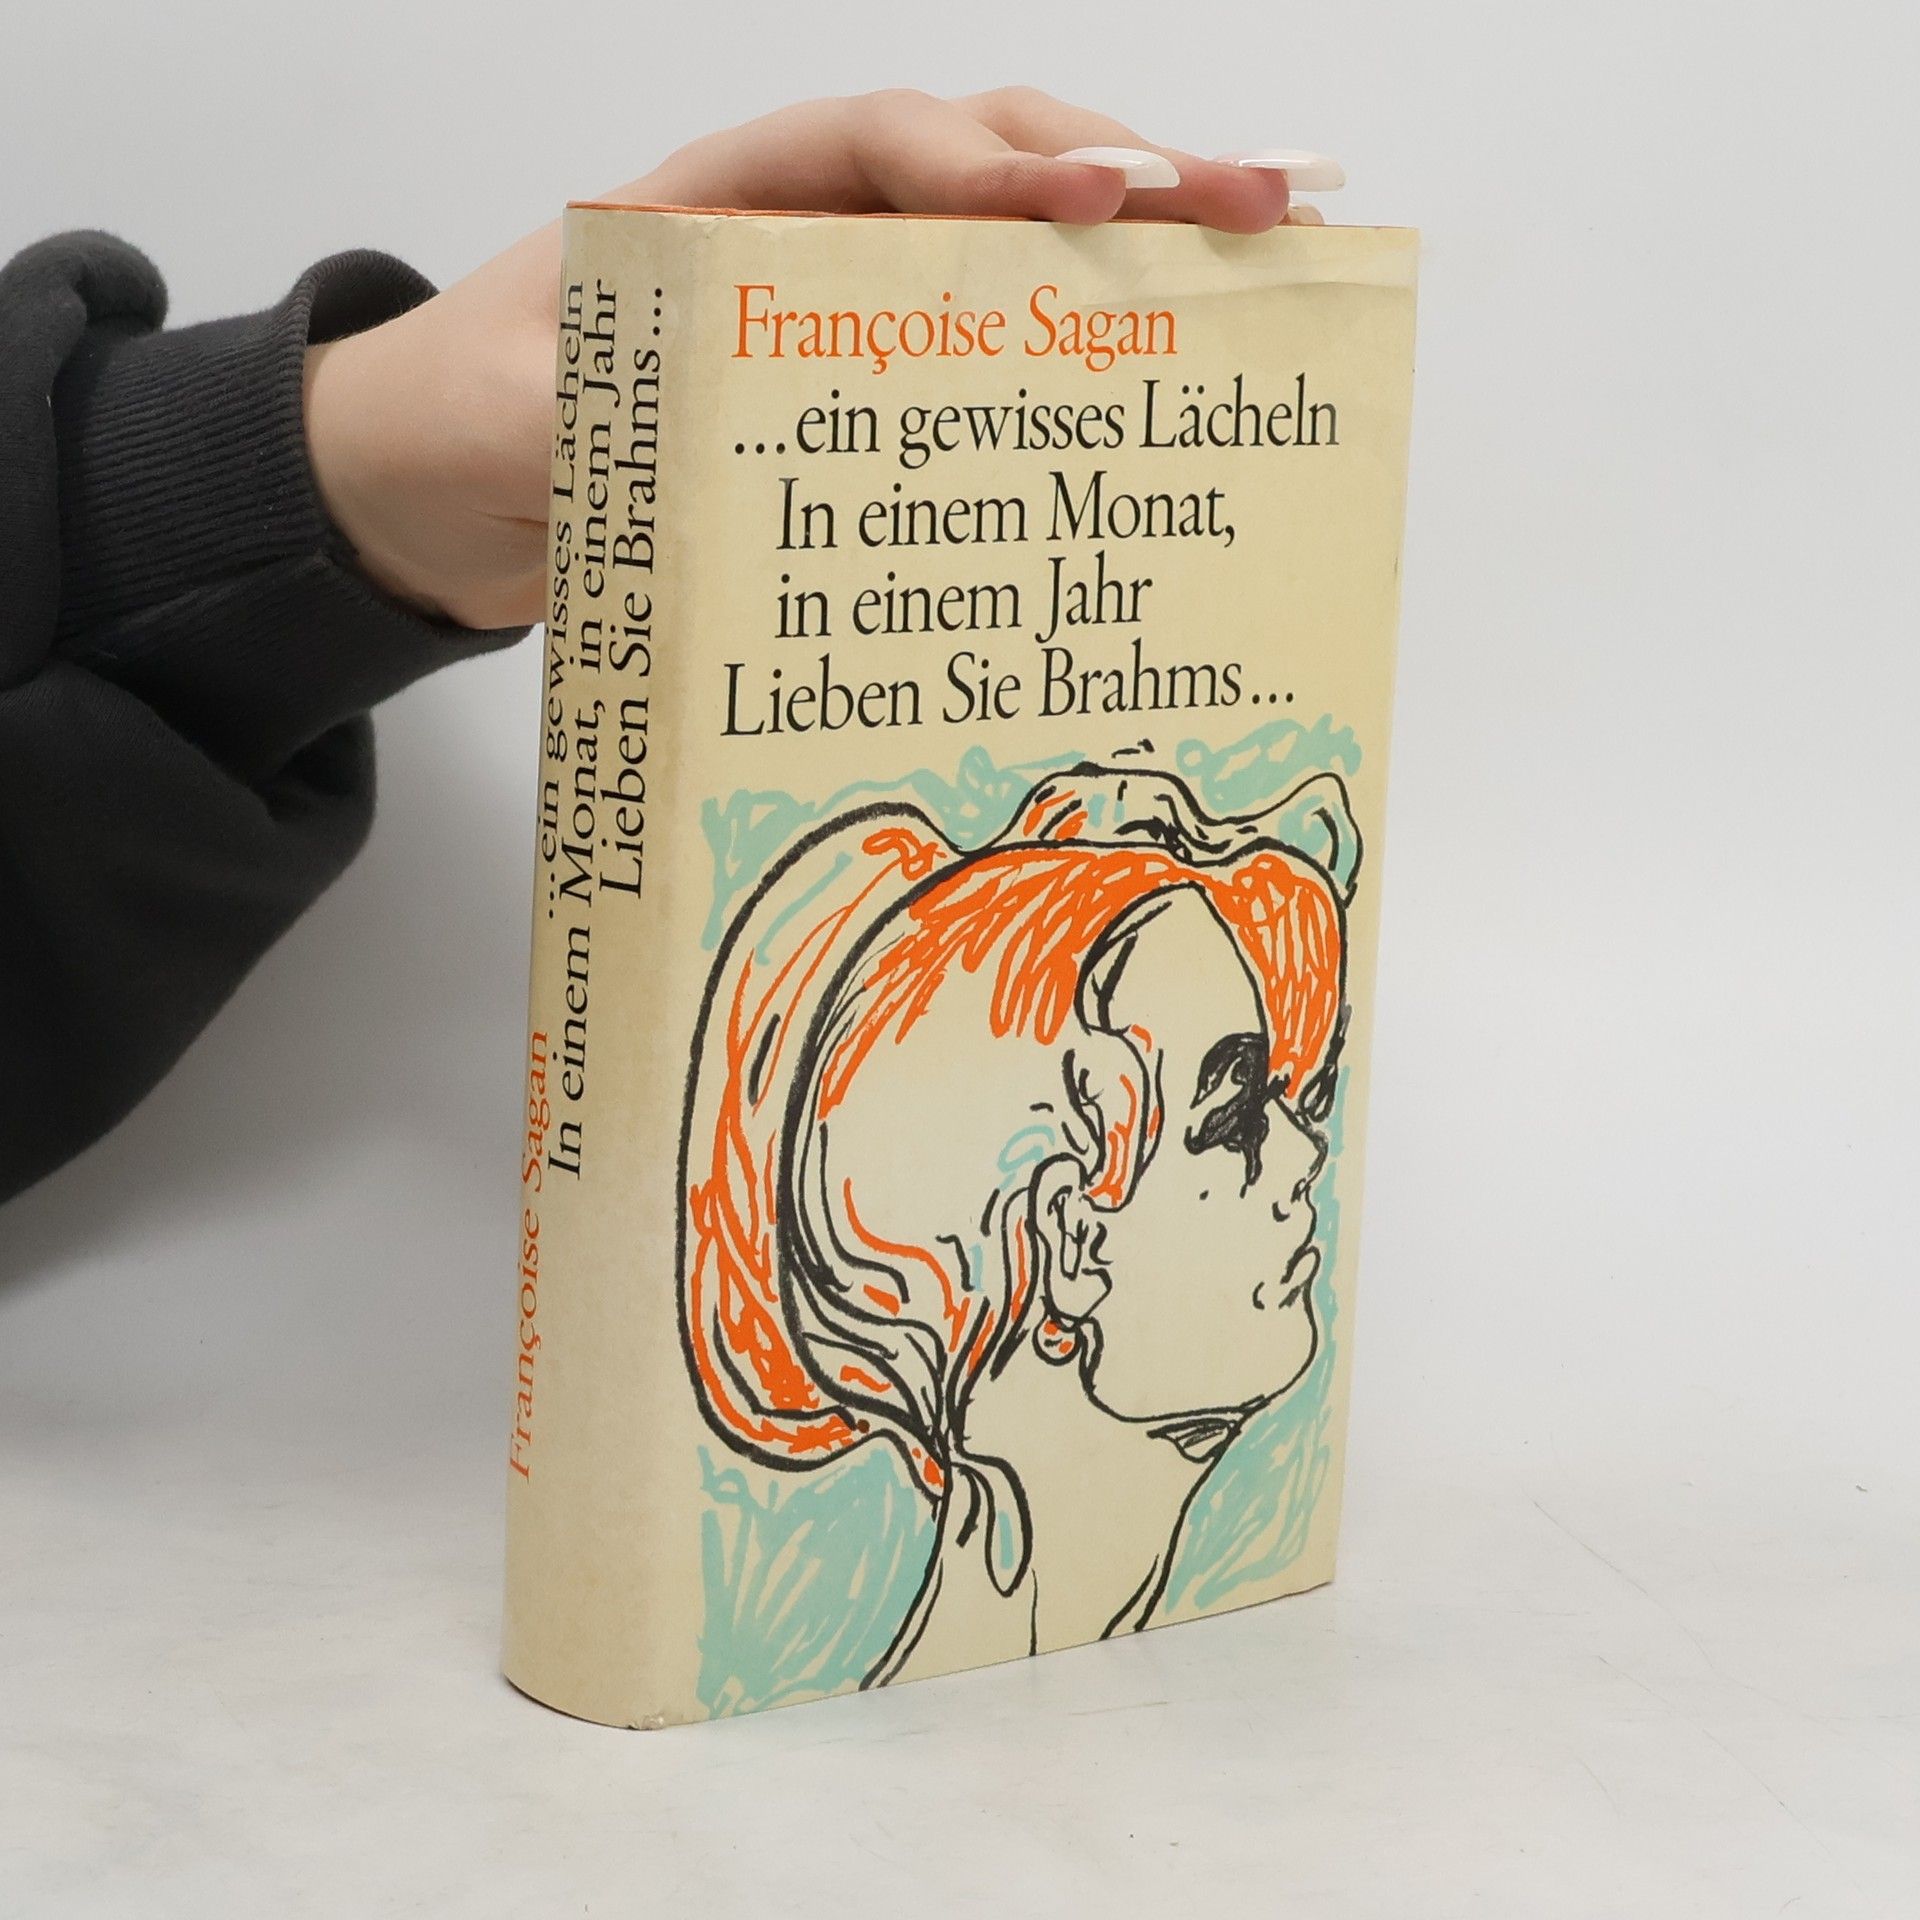 Françoise Sagan
...ein gewisses Lächeln
In einem Monat,
in einem Jahr
Lieben Sie Brahms...
Françoise Sagan
...ein gewisses Lächeln
In einem Monat, in einem Jahr
Lieben Sie Brahms...